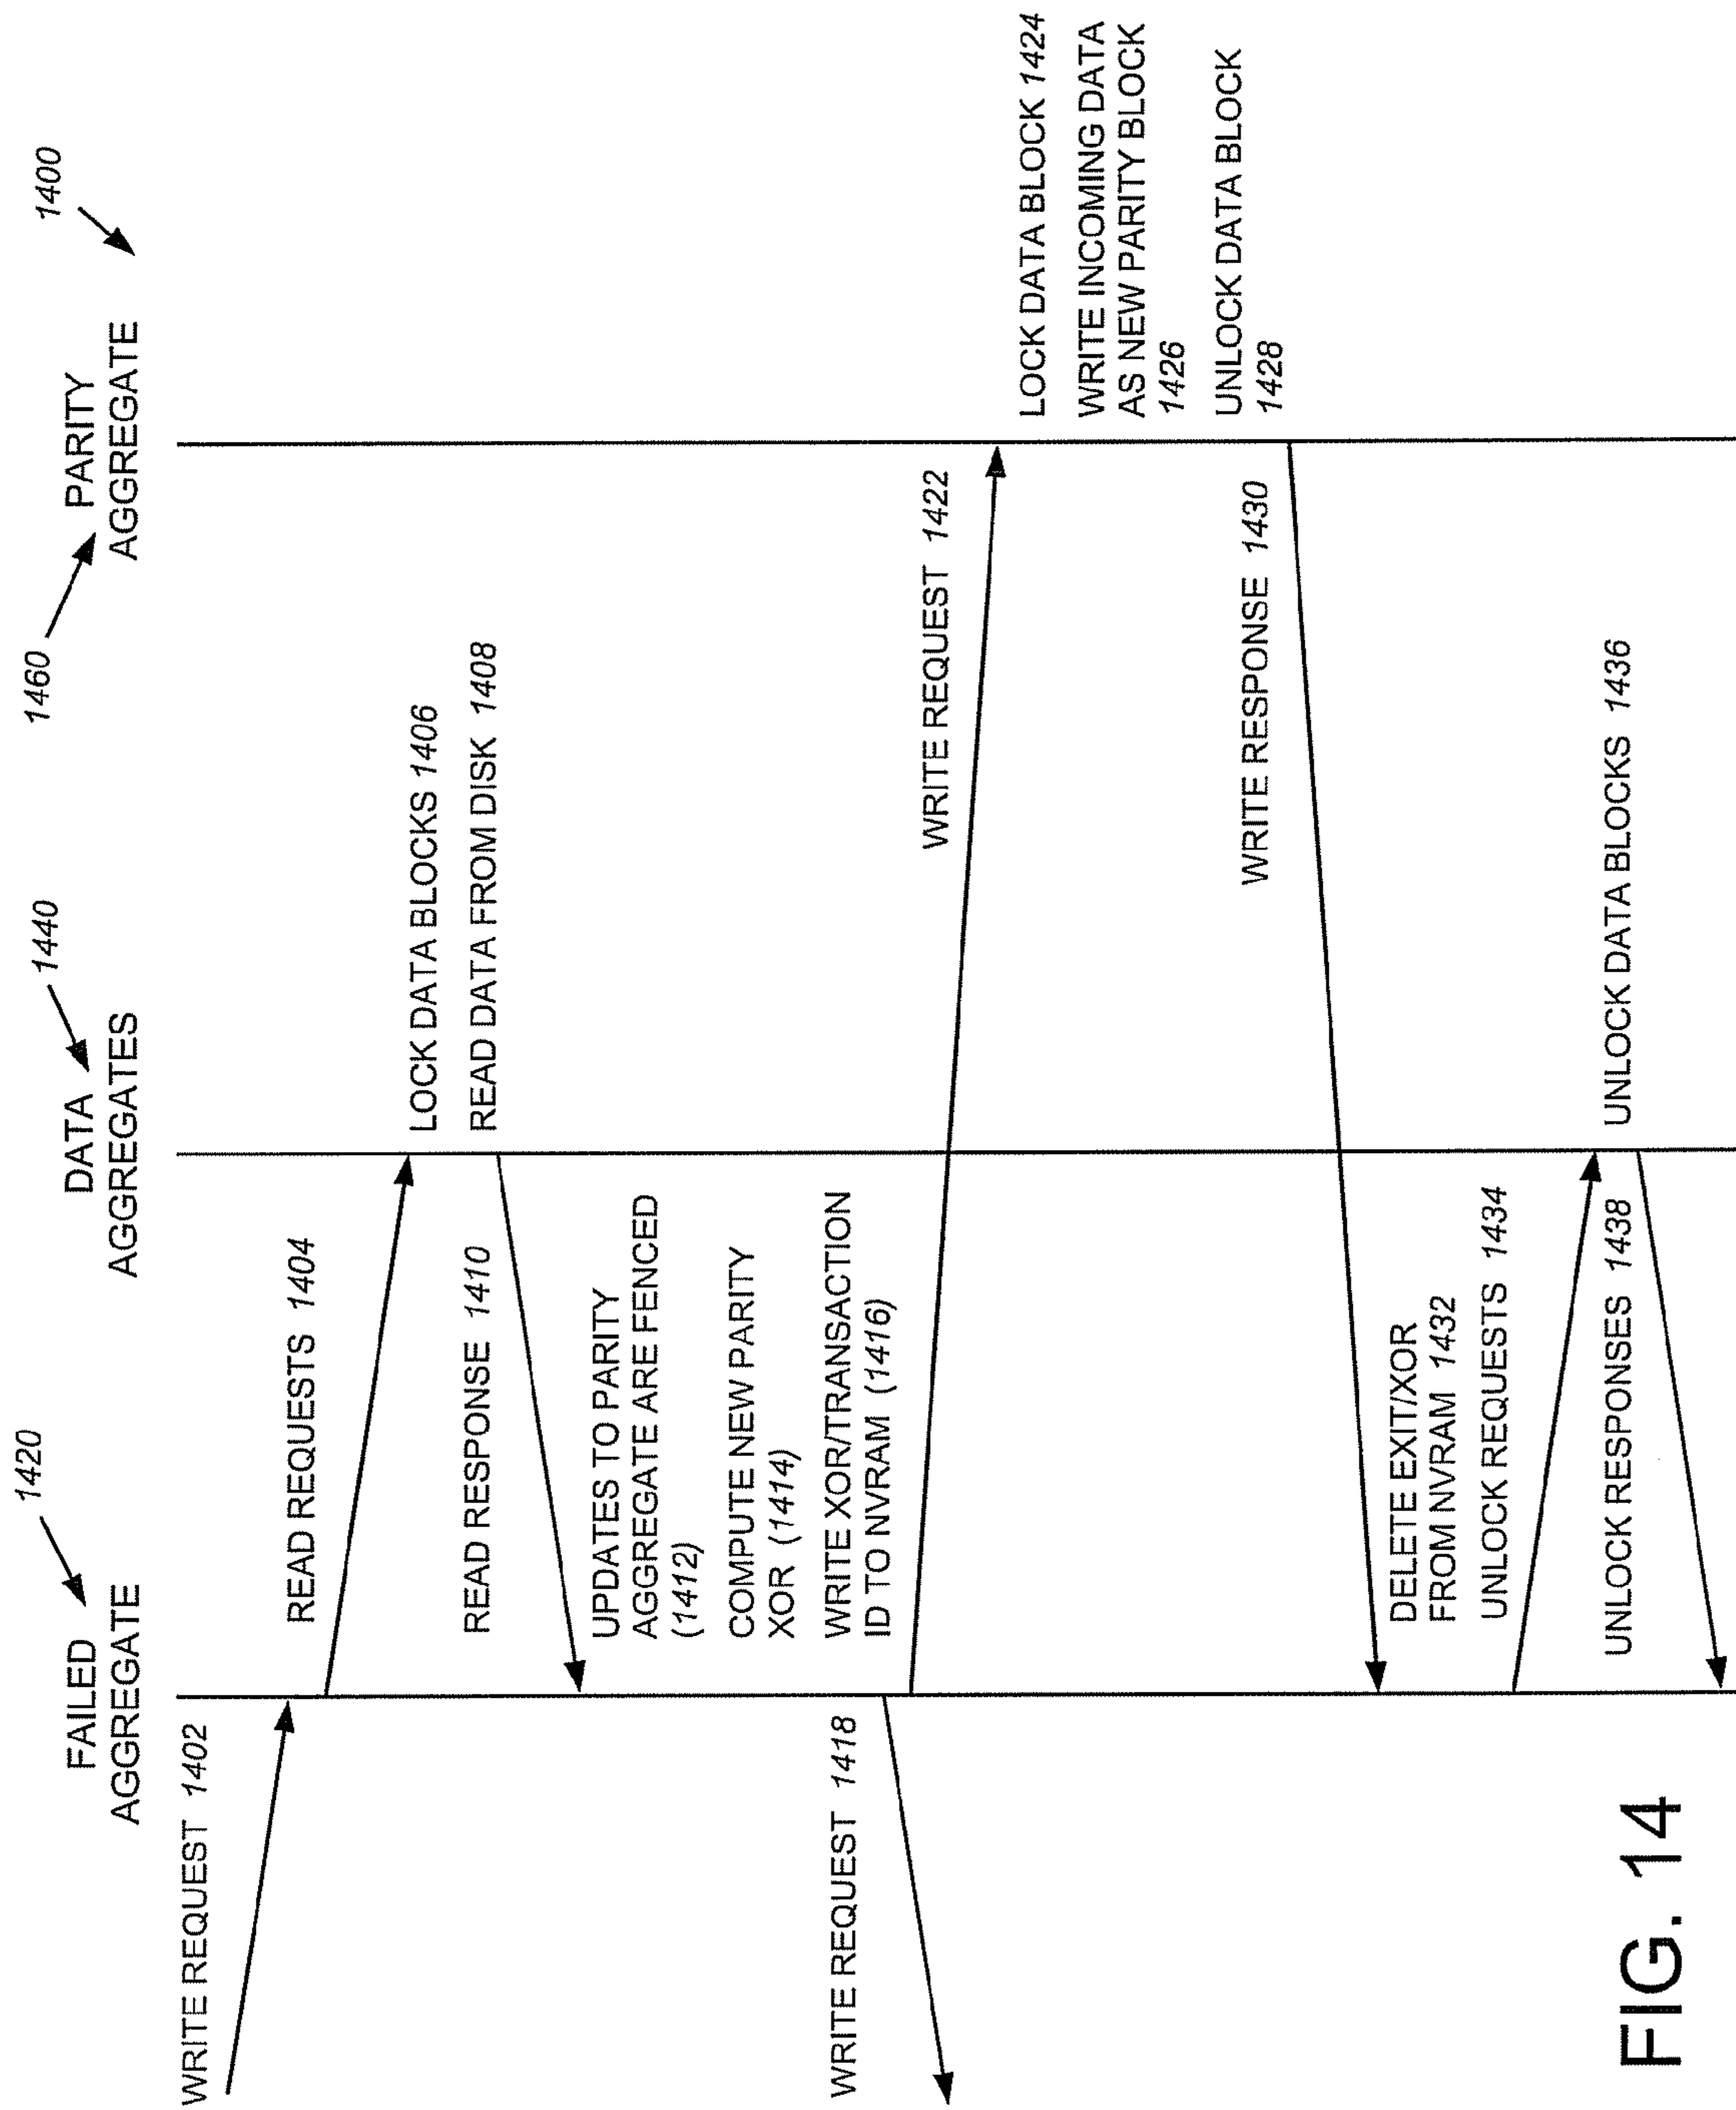 1400
1420
FAILED
AGGREGATE
1440
DATA
AGGREGATES
1460
PARITY
AGGREGATE
WRITE REQUEST 1402
READ REQUESTS 1404
LOCK DATA BLOCKS 1406
READ DATA FROM DISK 1408
READ RESPONSE 1410
UPDATES TO PARITY
AGGREGATE ARE FENCED
(1412)
COMPUTE NEW PARITY
XOR (1414)
WRITE XOR/TRANSACTION
ID TO NVRAM (1416)
WRITE REQUEST 1418
WRITE REQUEST 1422
LOCK DATA BLOCK 1424
WRITE INCOMING DATA
AS NEW PARITY BLOCK
1426
UNLOCK DATA BLOCK
1428
WRITE RESPONSE 1430
DELETE EXIT/XOR
FROM NVRAM 1432
UNLOCK REQUESTS 1434
UNLOCK DATA BLOCKS 1436
UNLOCK RESPONSES 1438
FIG. 14